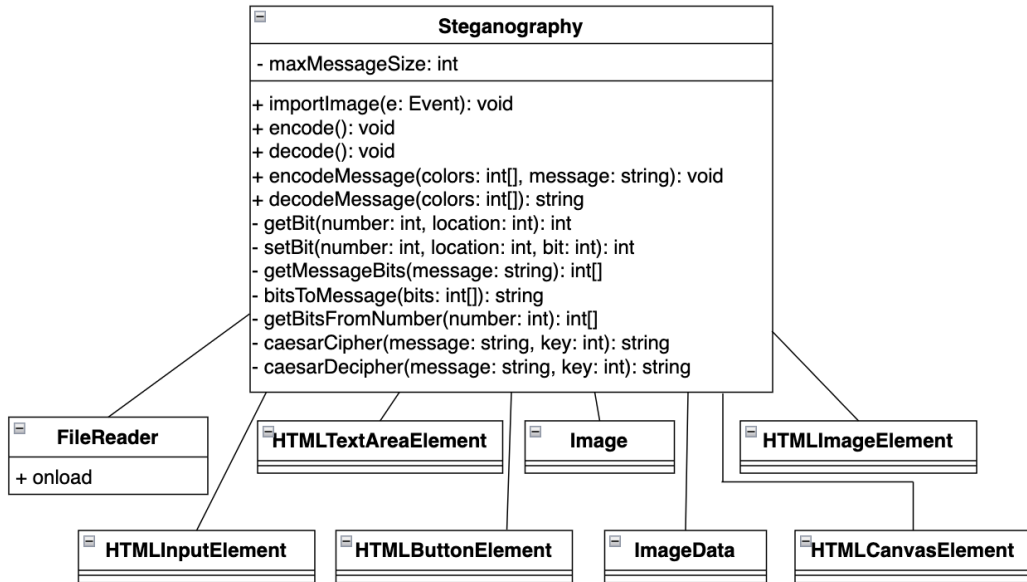 Steganography
- maxMessageSize: int
+ importImage(e: Event): void
+ encode(): void
+ decode(): void
+ encodeMessage(colors: int[], message: string): void
+ decodeMessage(colors: int[]): string
- getBit(number: int, location: int): int
- setBit(number: int, location: int, bit: int): int
- getMessageBits(message: string): int[]
- bitsToMessage(bits: int[]): string
- getBitsFromNumber(number: int): int[]
- caesarCipher(message: string, key: int): string
- caesarDecipher(message: string, key: int): string
FileReader
+ onload
HTMLTextAreaElement
Image
HTMLImageElement
HTMLInputElement
HTMLButtonElement
ImageData
HTMLCanvasElement